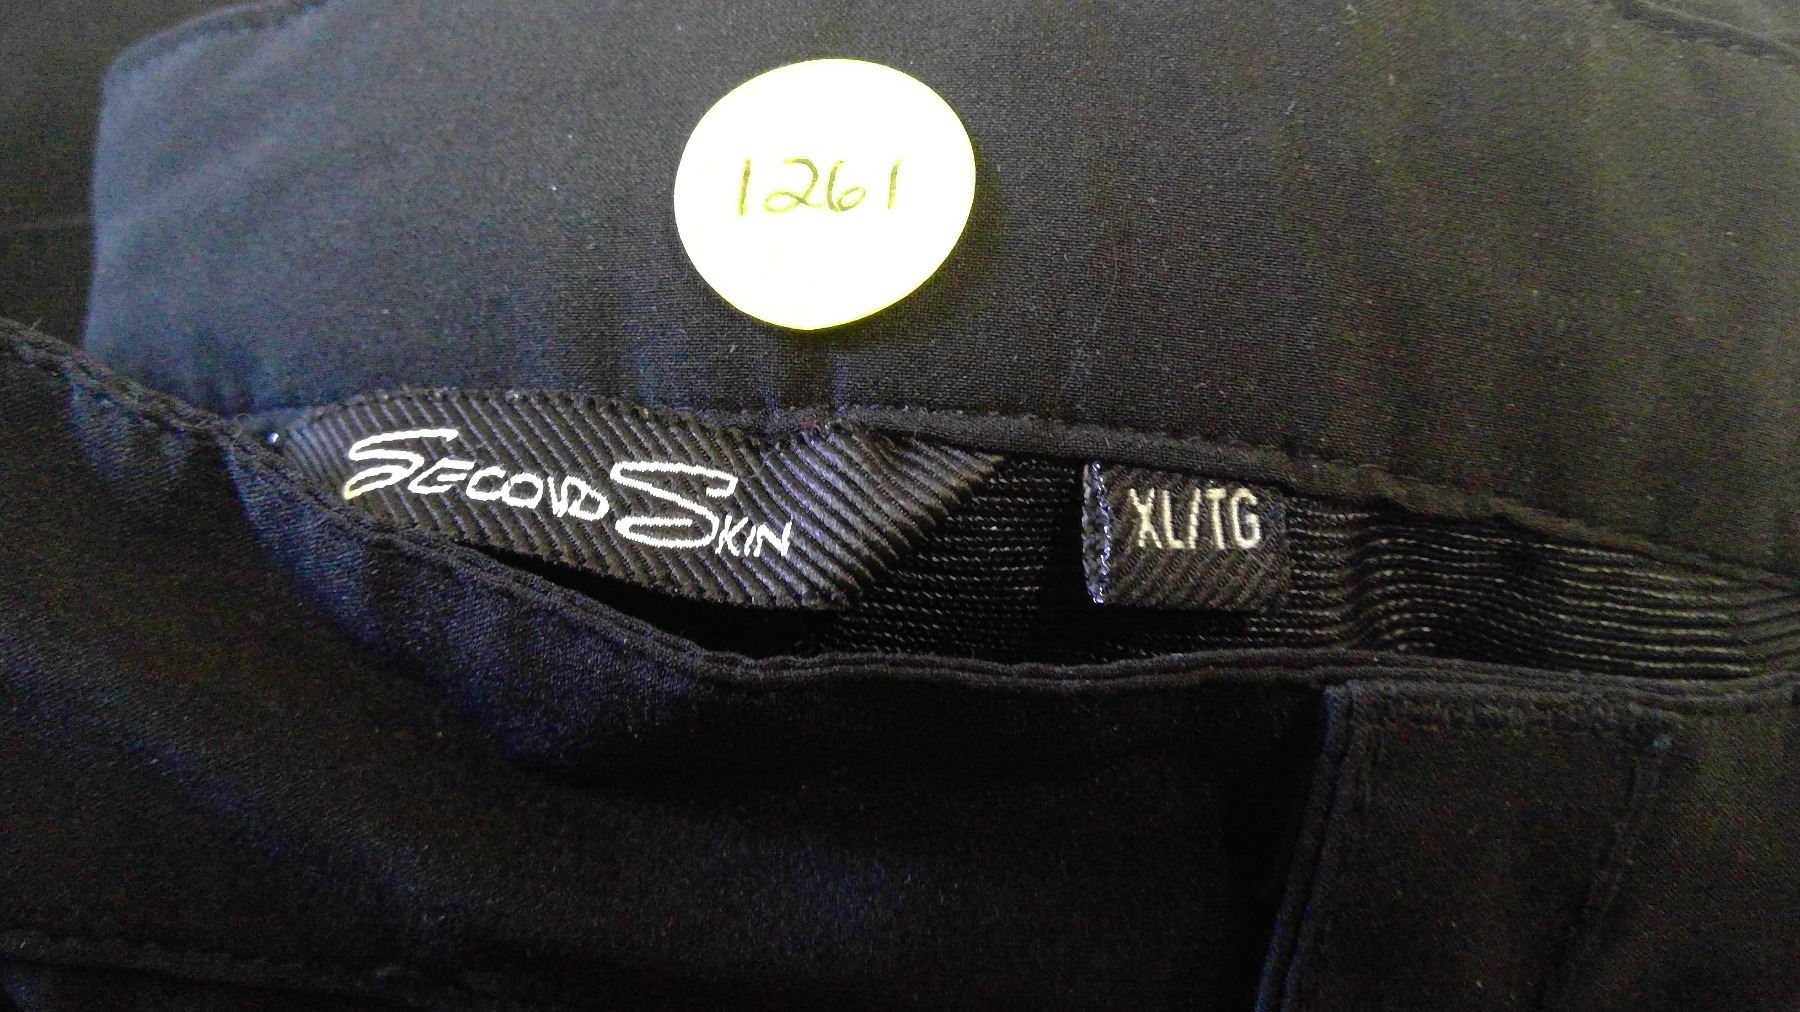 1261
SECOND SKIN
XL/TG